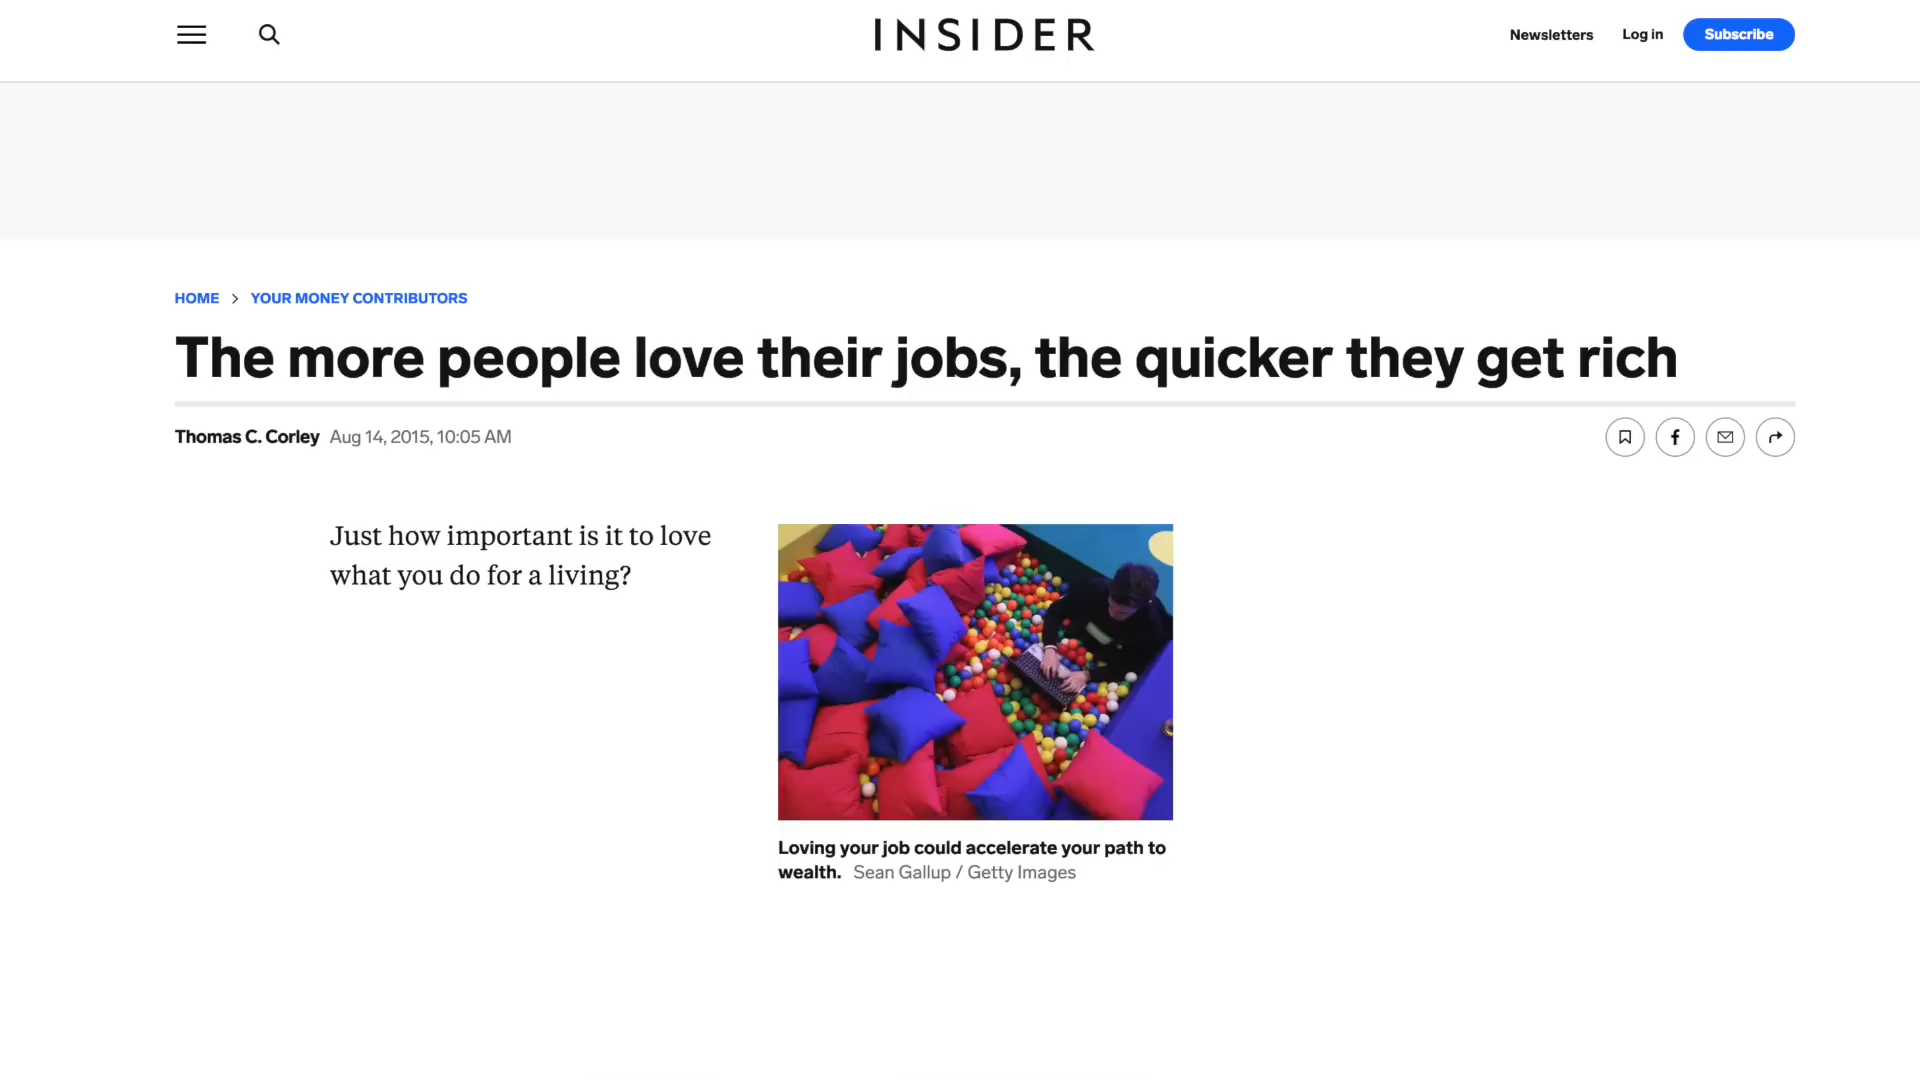 INSIDER
Newsletters
Log in
Subscribe
HOME > YOUR MONEY CONTRIBUTORS
The more people love their jobs, the quicker they get rich
Thomas C. Corley Aug 14, 2015, 10:05 AM
Just how important is it to love
what you do for a living?
Loving your job could accelerate your path to
wealth. Sean Gallup / Getty Images